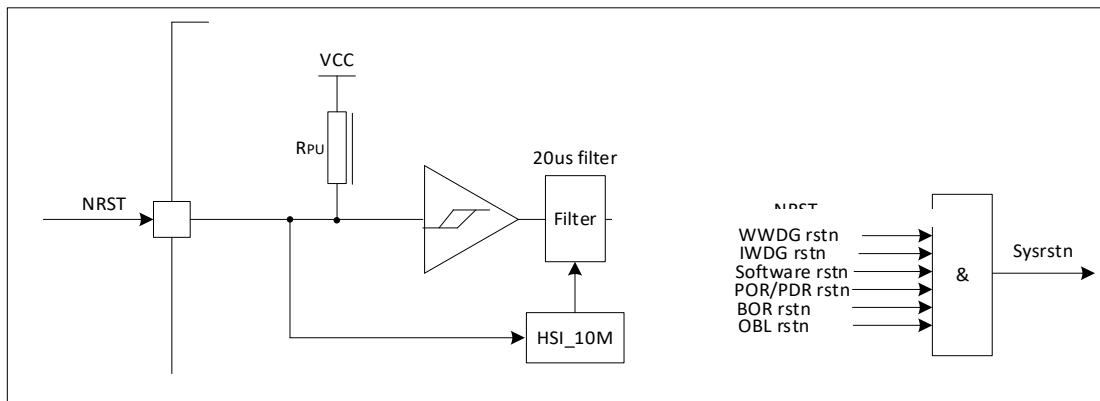 VCC
RPU
20us filter
NRST
Filter
HSI_10M
WWDG rstn
IWDG rstn
Software rstn
POR/PDR rstn
BOR rstn
OBL rstn
&
Sysrstn